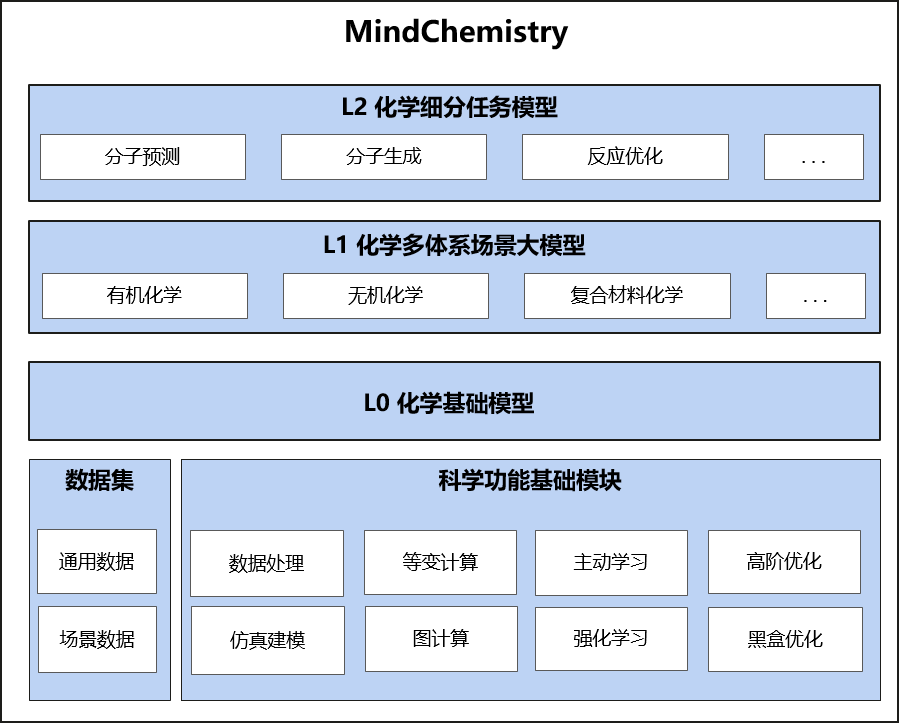 MindChemistry
L2 化学细分任务模型
分子预测
分子生成
反应优化
...
L1 化学多体系场景大模型
有机化学
无机化学
复合材料化学
...
L0 化学基础模型
数据集
通用数据
场景数据
科学功能基础模块
数据处理
等变计算
主动学习
高阶优化
仿真建模
图计算
强化学习
黑盒优化